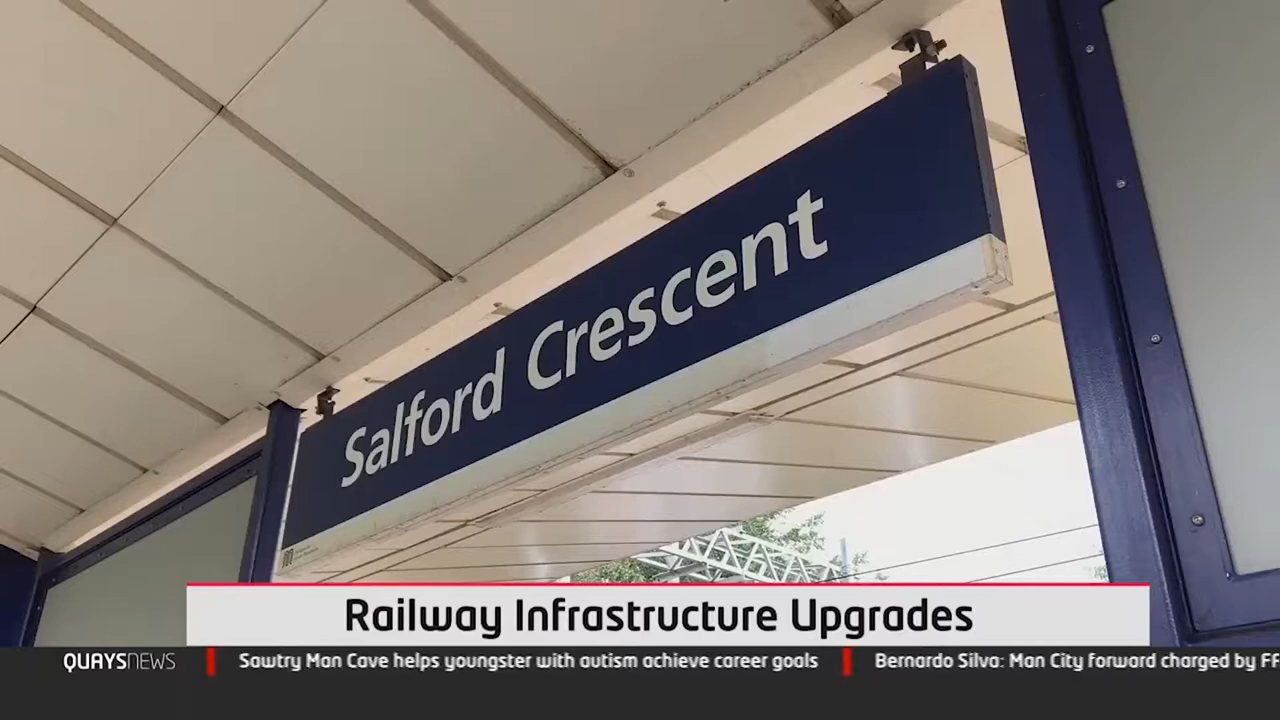 Salford Crescent
Railway Infrastructure Upgrades
QUAYSNEWS
Sawtry Man Cave helps youngster with autism achieve career goals
Bernardo Silva: Man City forward charged by FF